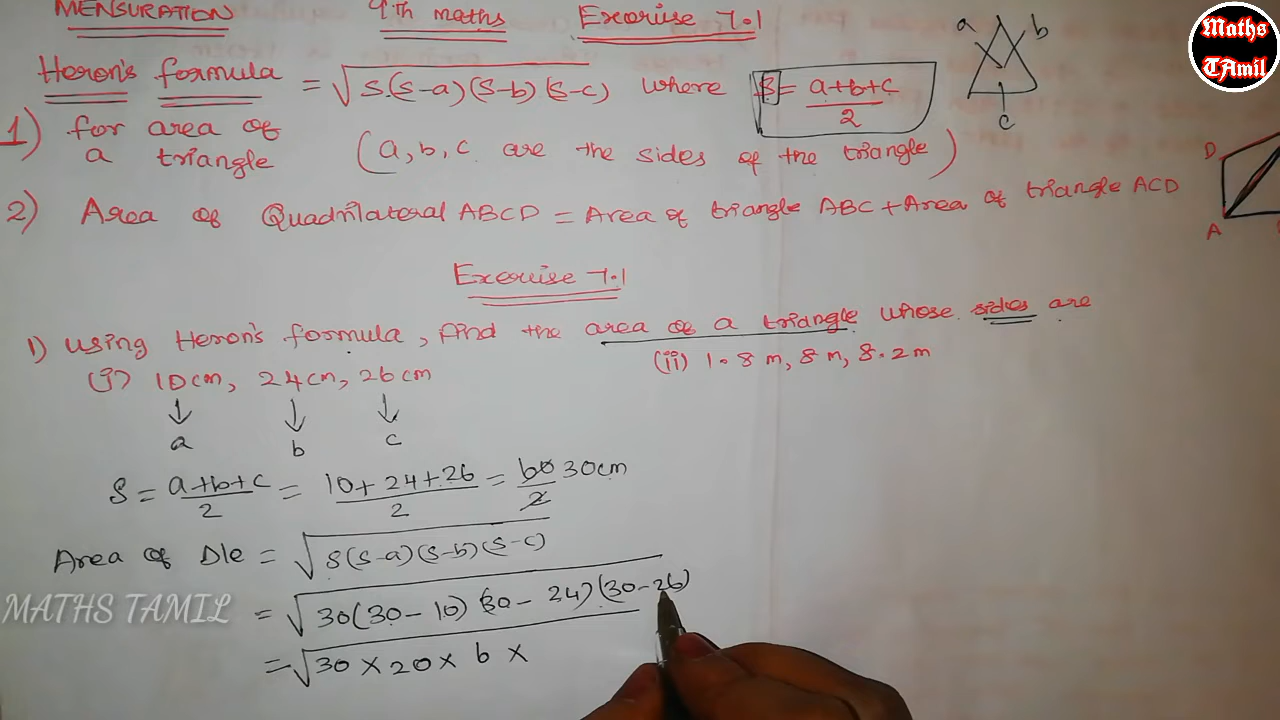 MENSURATION 9th maths Exercise 7.1
Maths
TAmil
Heron's formula = √S(S-a)(S-b)(S-c) where S = a+b+c/2
a b
c
1) for area of
a triangle (a, b, c are the sides of the triangle)
D
2) Area of Quadrilateral ABCD = Area of triangle ABC + Area of triangle ACD
A
Exercise 7.1
1) using Heron's formula, find the area of a triangle whose sides are
(i) 10cm, 24cm, 26cm (ii) 1.8 m, 8 m, 8.2m
a b c
S = a+b+c/2 = 10+24+26/2 = 60/2 30cm
Area of Dle = √S(S-a)(S-b)(S-c)
= √30(30-10)(30-24)(30-26)
= √30 × 20 × 6 ×
MATHS TAMIL